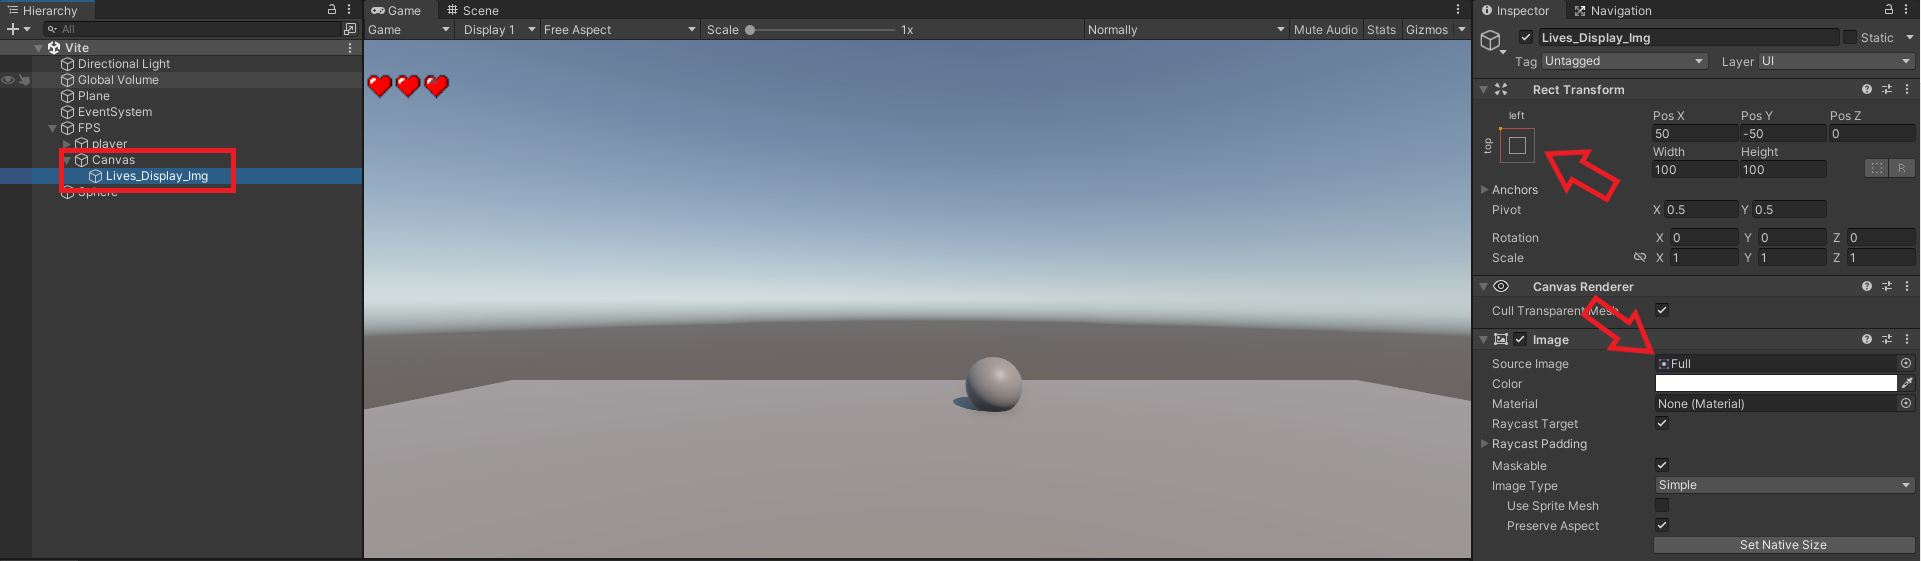 Hierarchy
All
Vite
Directional Light
Global Volume
Plane
EventSystem
FPS
player
Canvas
Lives_Display_Img
Sphere
Game
Scene
Game
Display 1
Free Aspect
Scale
1x
Normally
Mute Audio
Stats
Gizmos
Inspector
Navigation
Lives_Display_Img
Static
Tag
Untagged
Layer
UI
Rect Transform
left
top
Pos X
Pos Y
Pos Z
50
-50
0
Width
Height
100
100
R
Anchors
Pivot
X 0.5
Y 0.5
Rotation
X 0
Y 0
Z 0
Scale
X 1
Y 1
Z 1
Canvas Renderer
Cull Transparent Mesh
Image
Source Image
Full
Color
Material
None (Material)
Raycast Target
Raycast Padding
Maskable
Image Type
Simple
Use Sprite Mesh
Preserve Aspect
Set Native Size